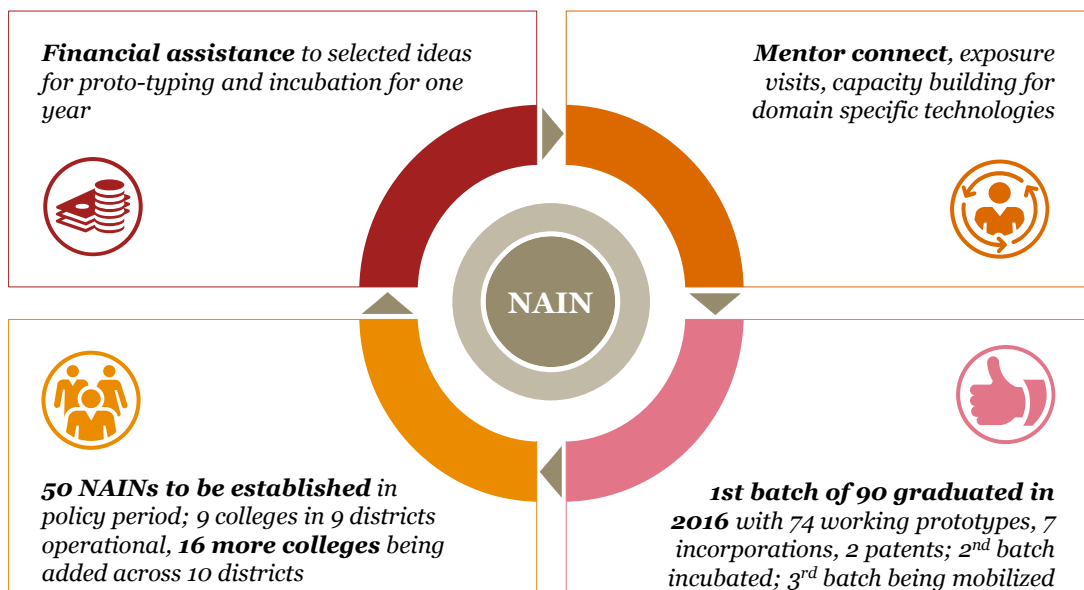 Financial assistance to selected ideas
for proto-typing and incubation for one
year
Mentor connect, exposure
visits, capacity building for
domain specific technologies
NAIN
50 NAINs to be established in
policy period; 9 colleges in 9 districts
operational, 16 more colleges being
added across 10 districts
1st batch of 90 graduated in
2016 with 74 working prototypes, 7
incorporations, 2 patents; 2nd batch
incubated; 3rd batch being mobilized